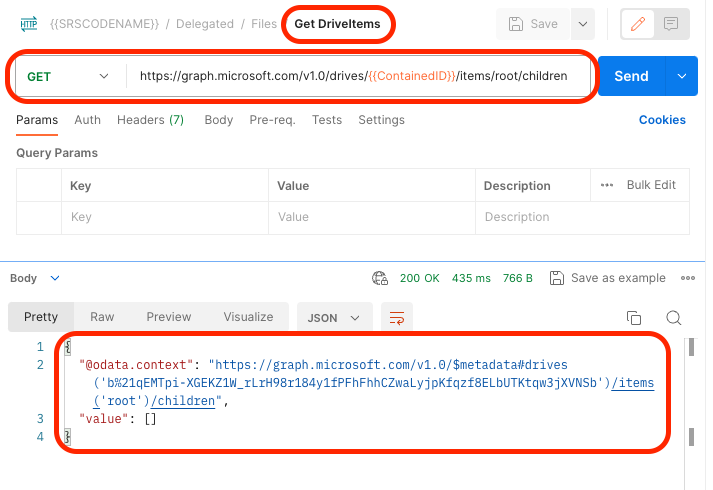 HTTP {{SRSCODENAME}} / Delegated / Files Get DriveItems Save
GET https://graph.microsoft.com/v1.0/drives/{{ContainedID}}/items/root/children Send
Params Auth Headers (7) Body Pre-req. Tests Settings Cookies
Query Params
Key Value Description Bulk Edit
Key Value Description
Body 200 OK 435 ms 766 B Save as example
Pretty Raw Preview Visualize JSON
1 {
2 "@odata.context": "https://graph.microsoft.com/v1.0/$metadata#drives
('b%21qEMTpi-XGEKZ1W_rLrH98r184y1fPFhFhhCZwaLyjpKfqzf8ELbUTKtqw3jXVNSb')/items
('root')/children",
3 "value": []
4 }